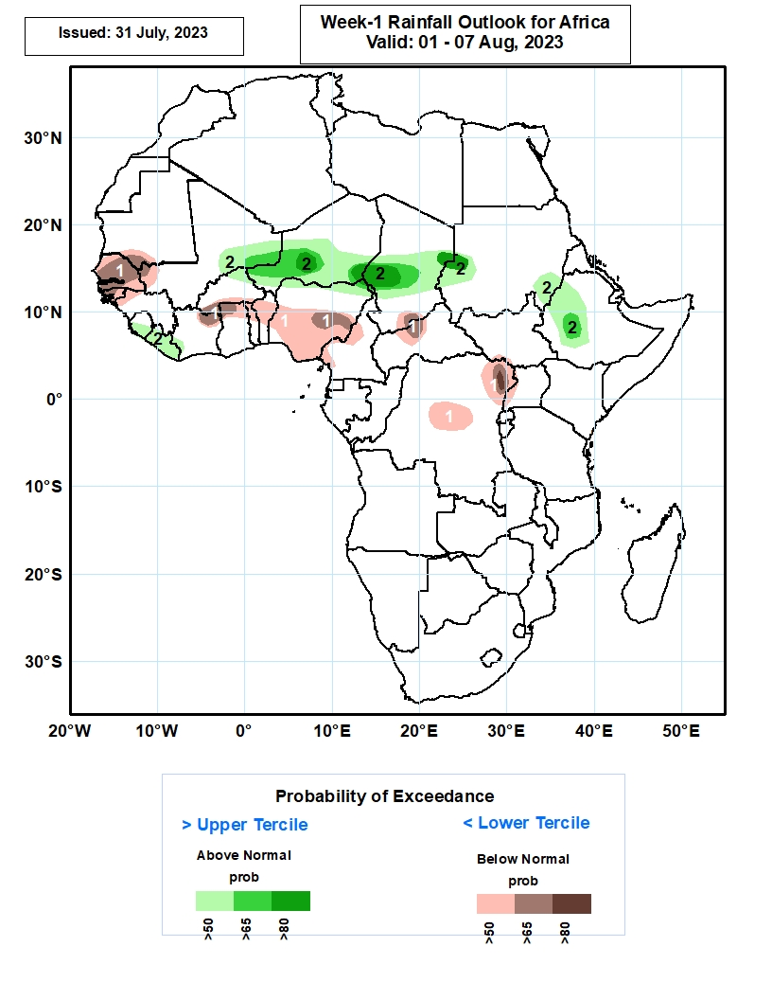 Issued: 31 July, 2023
Week-1 Rainfall Outlook for Africa
Valid: 01 - 07 Aug, 2023
30°N
20°N
10°N
0°
10°S
20°S
30°S
2
2
1
2
2
2
2
1
1
1
1
2
2
1
1
20°W
10°W
0°
10°E
20°E
30°E
40°E
50°E
Probability of Exceedance
> Upper Tercile
< Lower Tercile
Above Normal
prob
>50
>65
>80
Below Normal
prob
>50
>65
>80